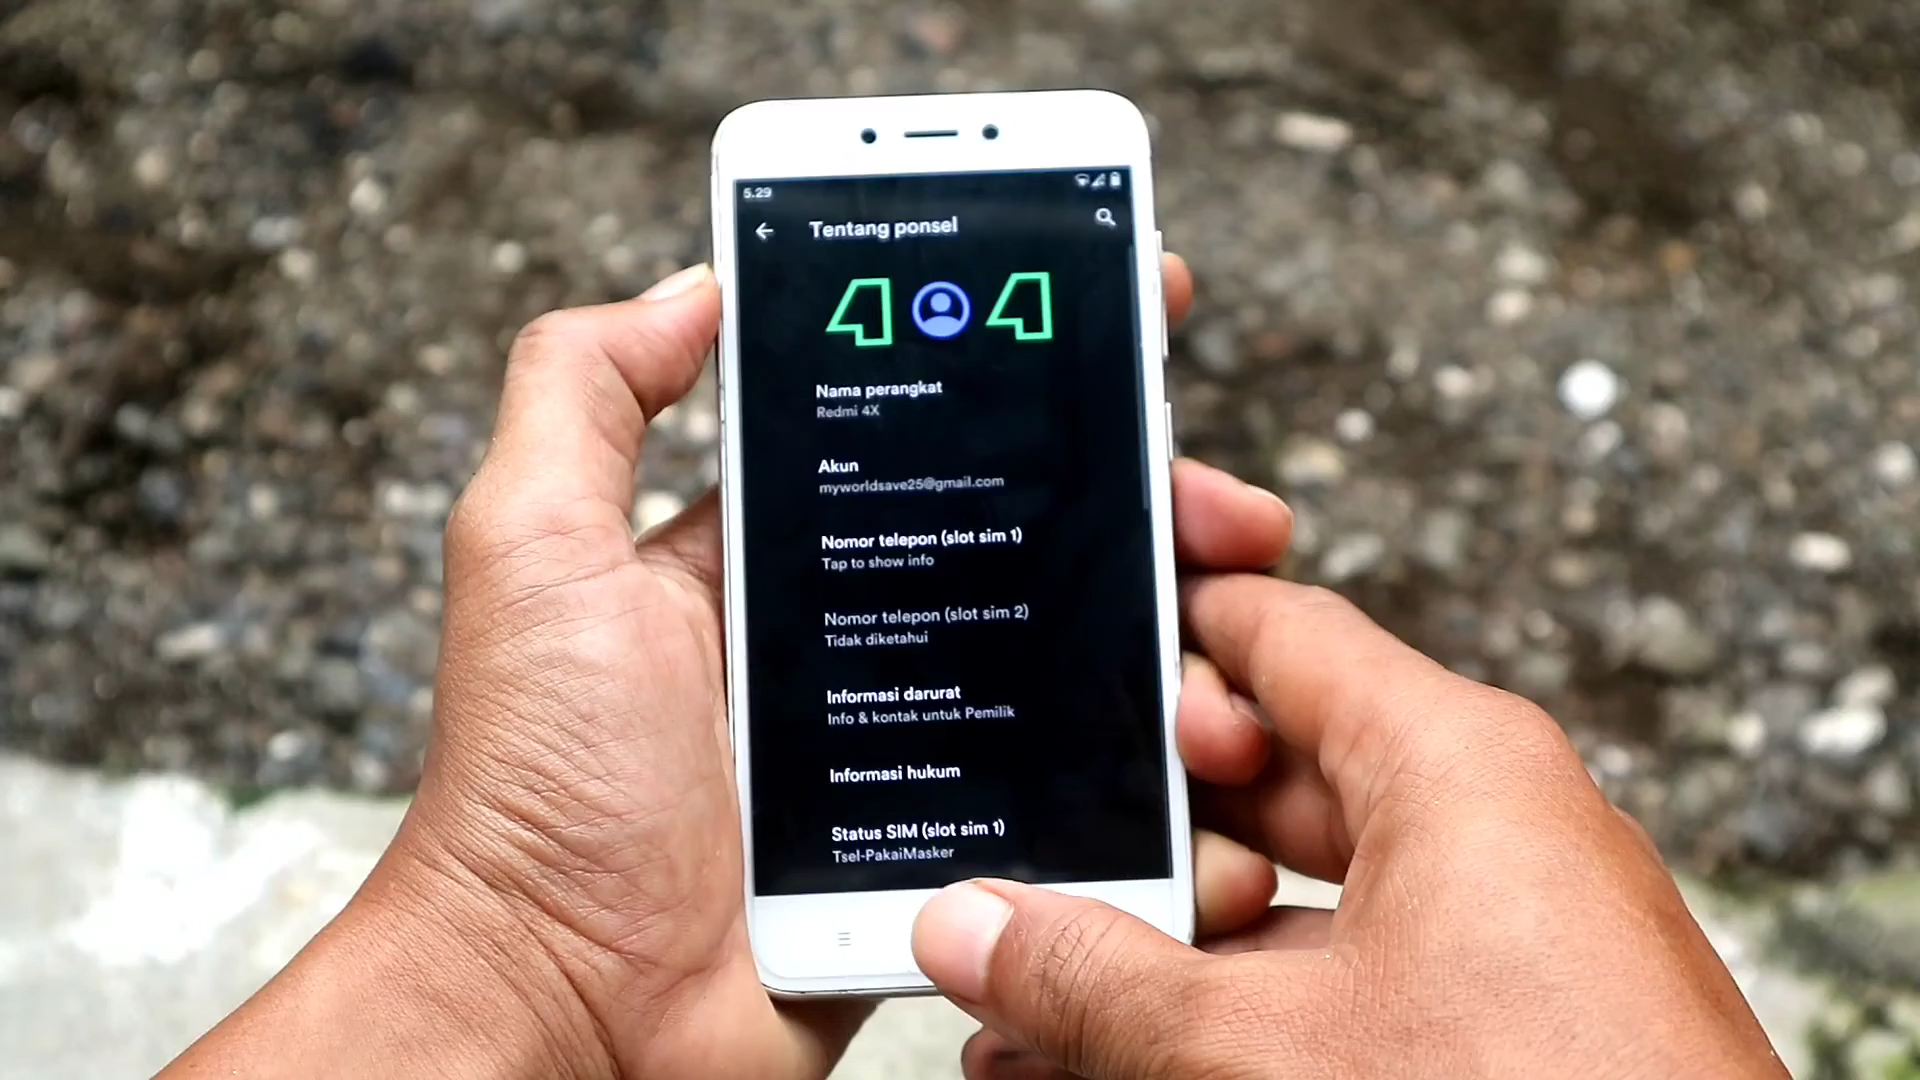 5.29
Tentang ponsel
4 4
Nama perangkat
Redmi 4X
Akun
myworldsave25@gmail.com
Nomor telepon (slot sim 1)
Tap to show info
Nomor telepon (slot sim 2)
Tidak diketahui
Informasi darurat
Info & kontak untuk Pemilik
Informasi hukum
Status SIM (slot sim 1)
Tsel-PakaiMasker